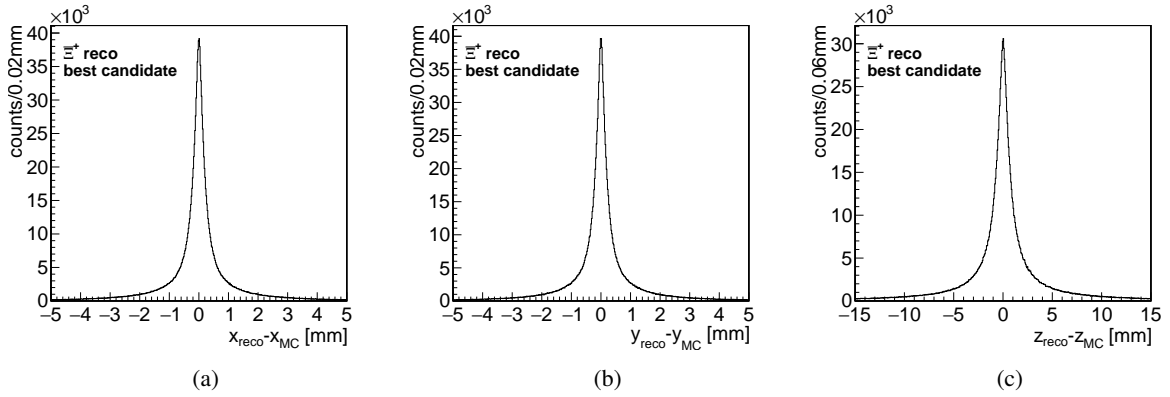 ×10³
counts/0.02mm
40
35
30
25
20
15
10
5
0
Ξ̄⁺ reco
best candidate
−5 −4 −3 −2 −1 0 1 2 3 4 5
x_reco-x_MC [mm]
(a)
×10³
counts/0.02mm
40
35
30
25
20
15
10
5
0
Ξ̄⁺ reco
best candidate
−5 −4 −3 −2 −1 0 1 2 3 4 5
y_reco-y_MC [mm]
(b)
×10³
counts/0.06mm
30
25
20
15
10
5
0
Ξ̄⁺ reco
best candidate
−15 −10 −5 0 5 10 15
z_reco-z_MC [mm]
(c)